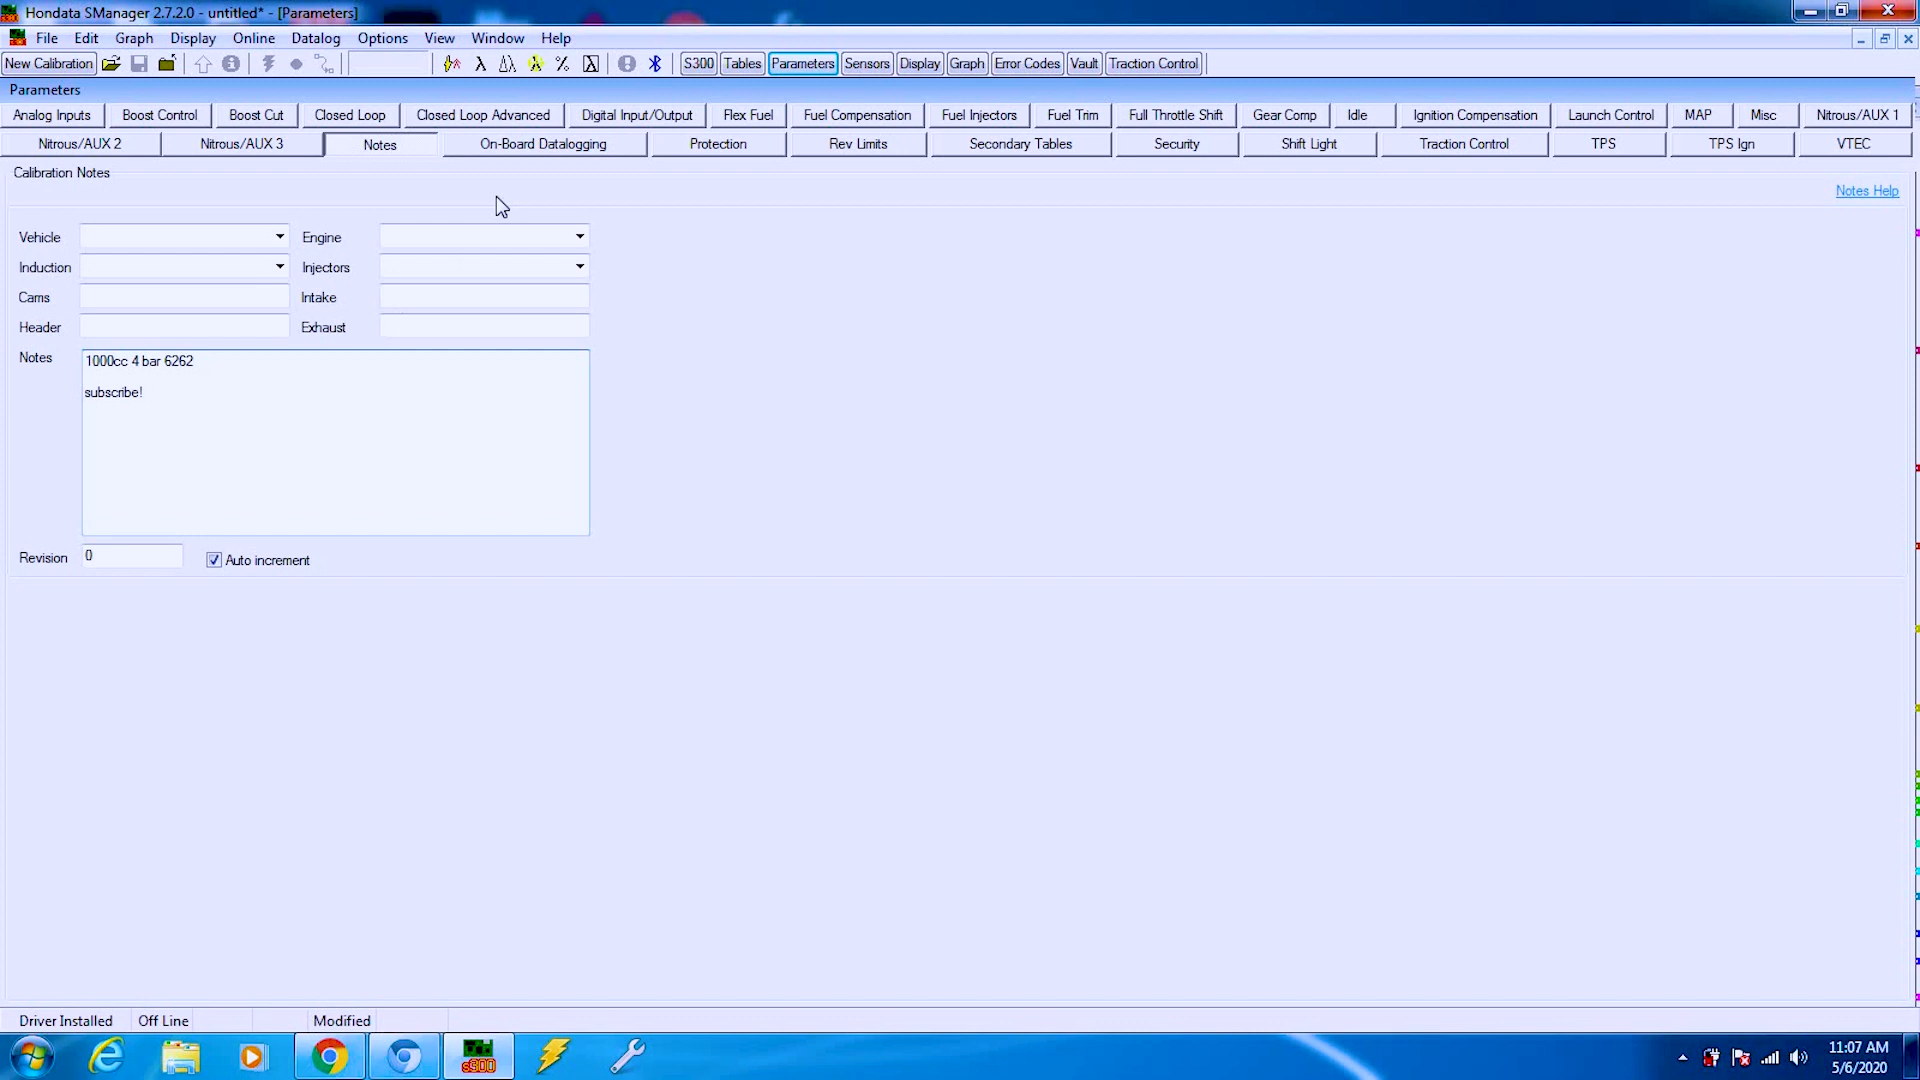 Hondata SManager 2.7.2.0 - untitled* - [Parameters]
File Edit Graph Display Online Datalog Options View Window Help
New Calibration S300 Tables Parameters Sensors Display Graph Error Codes Vault Traction Control
Parameters
Analog Inputs Boost Control Boost Cut Closed Loop Closed Loop Advanced Digital Input/Output Flex Fuel Fuel Compensation Fuel Injectors Fuel Trim Full Throttle Shift Gear Comp Idle Ignition Compensation Launch Control MAP Misc Nitrous/AUX 1
Nitrous/AUX 2 Nitrous/AUX 3 Notes On-Board Datalogging Protection Rev Limits Secondary Tables Security Shift Light Traction Control TPS TPS Ign VTEC
Calibration Notes
Notes Help
Vehicle Engine
Induction Injectors
Cams Intake
Header Exhaust
Notes 1000cc 4 bar 6262
subscribe!
Revision 0 Auto increment
Driver Installed Off Line Modified
s300
11:07 AM
5/6/2020